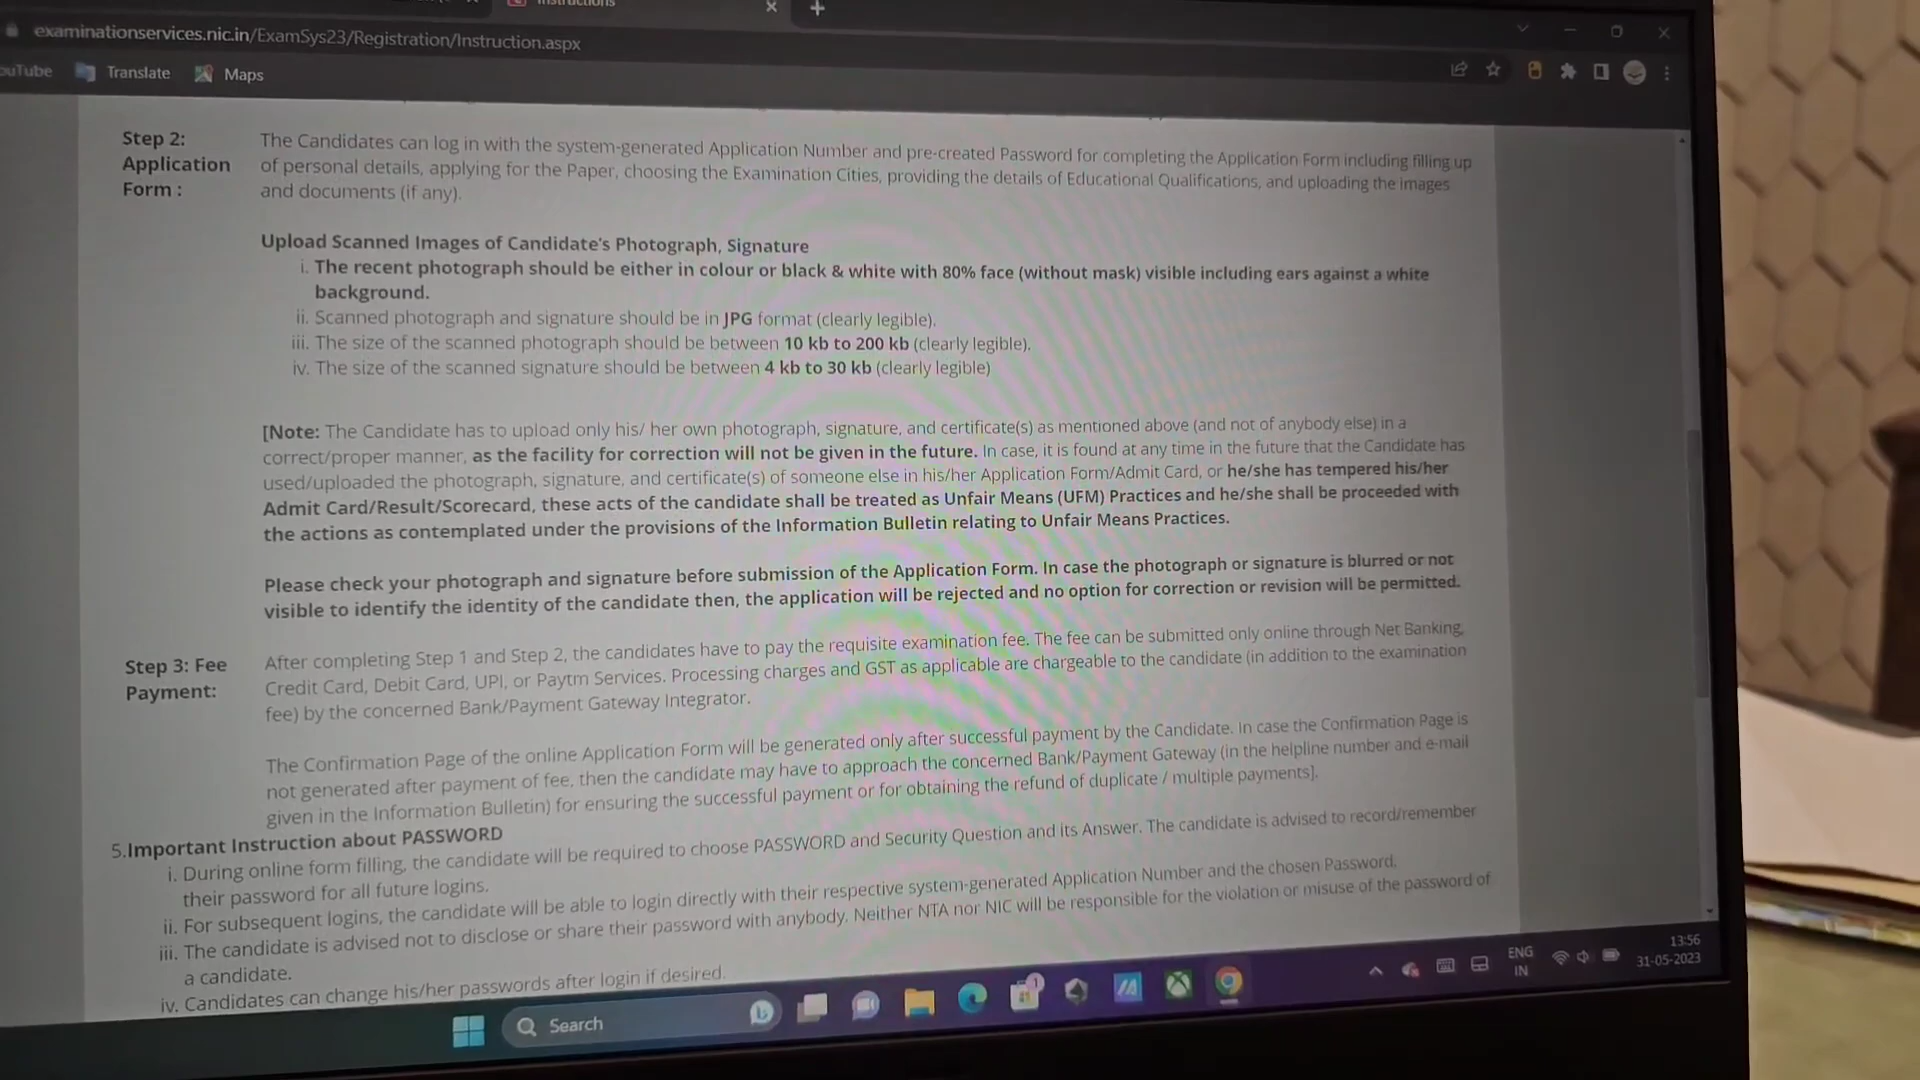 Instructions
examinationservices.nic.in/ExamSys23/Registration/Instruction.aspx
ouTube Translate Maps
Step 2: Application Form :
The Candidates can log in with the system-generated Application Number and pre-created Password for completing the Application Form including filling up
of personal details, applying for the Paper, choosing the Examination Cities, providing the details of Educational Qualifications, and uploading the images
and documents (if any).
Upload Scanned Images of Candidate's Photograph, Signature
i. The recent photograph should be either in colour or black & white with 80% face (without mask) visible including ears against a white
background.
ii. Scanned photograph and signature should be in JPG format (clearly legible).
iii. The size of the scanned photograph should be between 10 kb to 200 kb (clearly legible).
iv. The size of the scanned signature should be between 4 kb to 30 kb (clearly legible)
[Note: The Candidate has to upload only his/ her own photograph, signature, and certificate(s) as mentioned above (and not of anybody else) in a
correct/proper manner, as the facility for correction will not be given in the future. In case, it is found at any time in the future that the Candidate has
used/uploaded the photograph, signature, and certificate(s) of someone else in his/her Application Form/Admit Card, or he/she has tempered his/her
Admit Card/Result/Scorecard, these acts of the candidate shall be treated as Unfair Means (UFM) Practices and he/she shall be proceeded with
the actions as contemplated under the provisions of the Information Bulletin relating to Unfair Means Practices.
Please check your photograph and signature before submission of the Application Form. In case the photograph or signature is blurred or not
visible to identify the identity of the candidate then, the application will be rejected and no option for correction or revision will be permitted.
Step 3: Fee Payment:
After completing Step 1 and Step 2, the candidates have to pay the requisite examination fee. The fee can be submitted only online through Net Banking,
Credit Card, Debit Card, UPI, or Paytm Services. Processing charges and GST as applicable are chargeable to the candidate (in addition to the examination
fee) by the concerned Bank/Payment Gateway Integrator.
The Confirmation Page of the online Application Form will be generated only after successful payment by the Candidate. In case the Confirmation Page is
not generated after payment of fee, then the candidate may have to approach the concerned Bank/Payment Gateway (in the helpline number and e-mail
given in the Information Bulletin) for ensuring the successful payment or for obtaining the refund of duplicate / multiple payments].
5.Important Instruction about PASSWORD
i. During online form filling, the candidate will be required to choose PASSWORD and Security Question and its Answer. The candidate is advised to record/remember
their password for all future logins.
ii. For subsequent logins, the candidate will be able to login directly with their respective system-generated Application Number and the chosen Password.
iii. The candidate is advised not to disclose or share their password with anybody. Neither NTA nor NIC will be responsible for the violation or misuse of the password of
a candidate.
iv. Candidates can change his/her passwords after login if desired.
Search
1
ENG
IN
13:56
31-05-2023